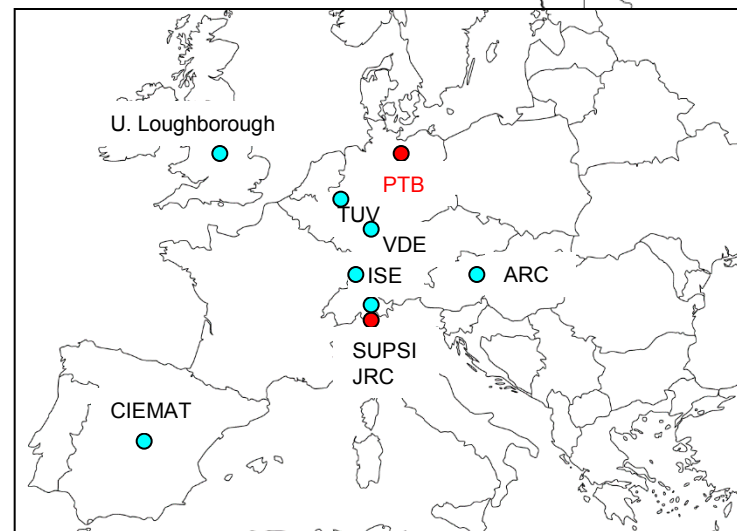 U. Loughborough
PTB
TUV
VDE
ISE
ARC
SUPSI
JRC
CIEMAT